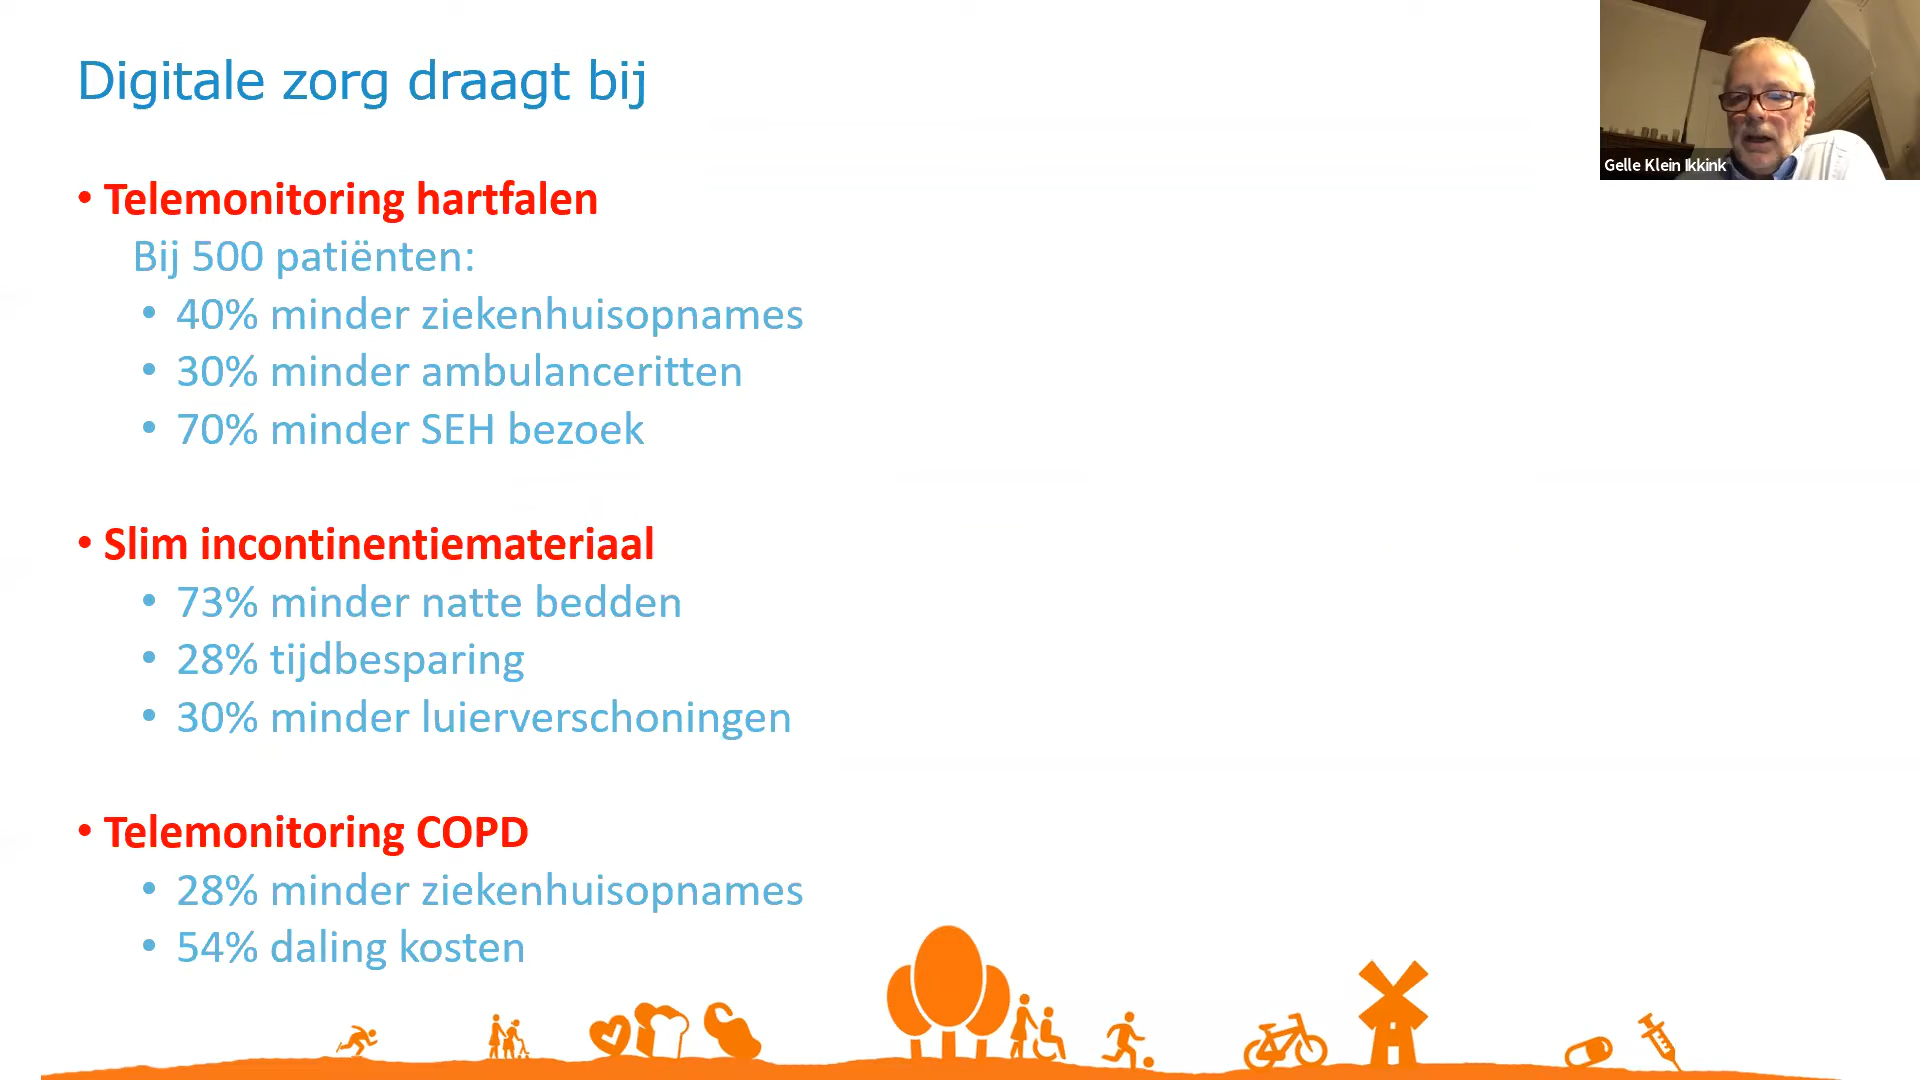 Digitale zorg draagt bij
Gelle Klein Ikkink
• Telemonitoring hartfalen
Bij 500 patiënten:
• 40% minder ziekenhuisopnames
• 30% minder ambulanceritten
• 70% minder SEH bezoek
• Slim incontinentiemateriaal
• 73% minder natte bedden
• 28% tijdbesparing
• 30% minder luierverschoningen
• Telemonitoring COPD
• 28% minder ziekenhuisopnames
• 54% daling kosten